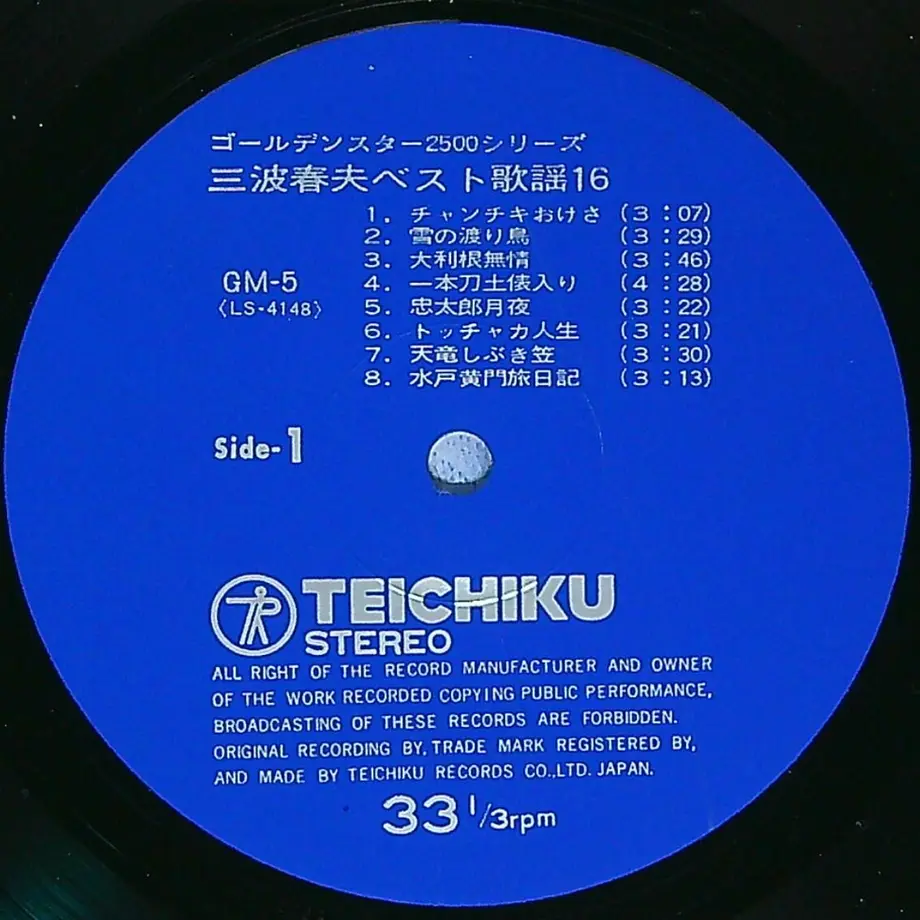 ゴールデンスター2500シリーズ
三波春夫ベスト歌謡16
1. チャンチキおけさ (3:07)
2. 雪の渡り鳥 (3:29)
3. 大利根無情 (3:46)
4. 一本刀土俵入り (4:28)
5. 忠太郎月夜 (3:22)
6. トッチャカ人生 (3:21)
7. 天竜しぶき笠 (3:30)
8. 水戸黄門旅日記 (3:13)
GM-5
〈LS-4148〉
Side-1
TEICHIKU
STEREO
ALL RIGHT OF THE RECORD MANUFACTURER AND OWNER
OF THE WORK RECORDED COPYING PUBLIC PERFORMANCE,
BROADCASTING OF THESE RECORDS ARE FORBIDDEN.
ORIGINAL RECORDING BY, TRADE MARK REGISTERED BY,
AND MADE BY TEICHIKU RECORDS CO.,LTD. JAPAN.
33 1/3rpm